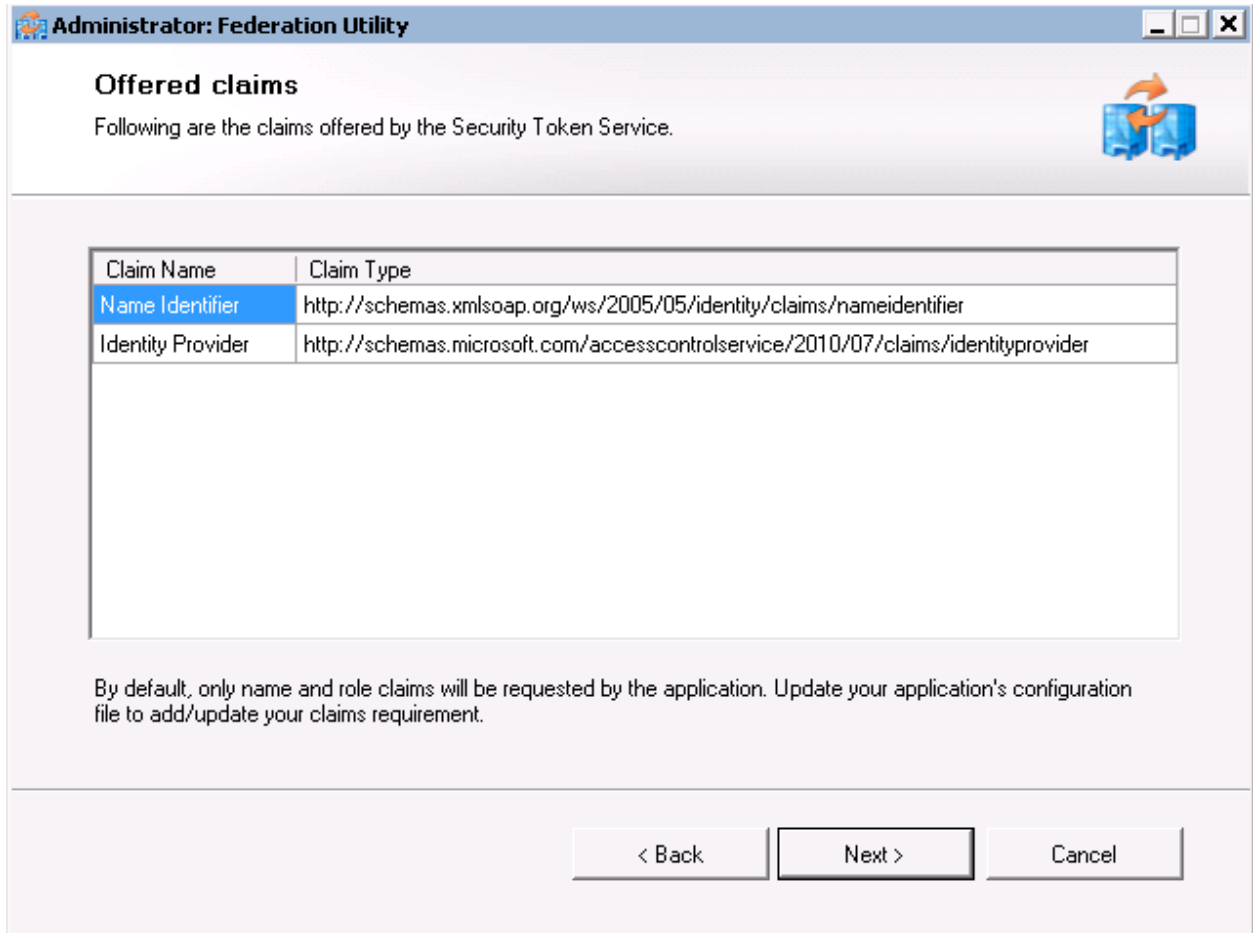 Administrator: Federation Utility
Offered claims
Following are the claims offered by the Security Token Service.
Claim Name Claim Type
Name Identifier http://schemas.xmlsoap.org/ws/2005/05/identity/claims/nameidentifier
Identity Provider http://schemas.microsoft.com/accesscontrolservice/2010/07/claims/identityprovider
By default, only name and role claims will be requested by the application. Update your application's configuration
file to add/update your claims requirement.
< Back Next > Cancel